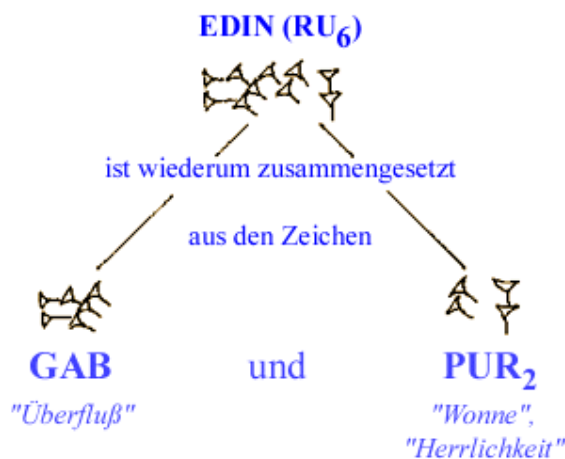 EDIN (RU₆)
ist wiederum zusammengesetzt
aus den Zeichen
GAB und PUR₂
"Überfluß" "Wonne",
"Herrlichkeit"